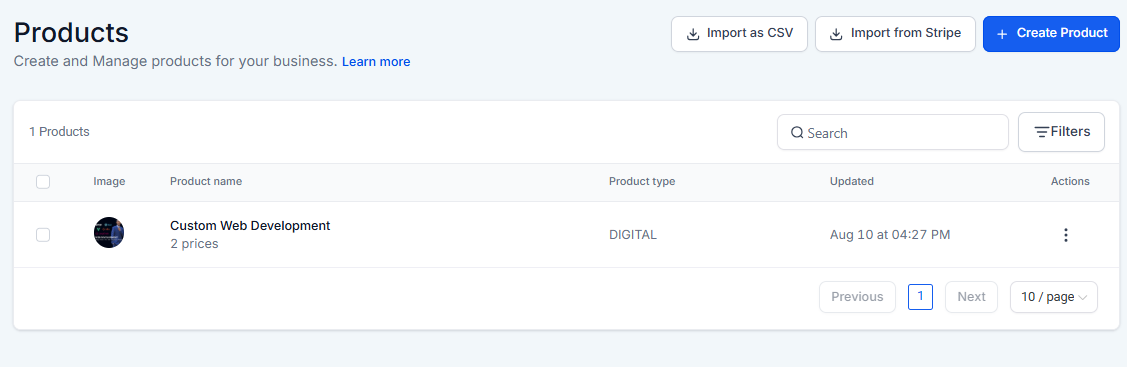 Products
Create and Manage products for your business. Learn more
Import as CSV
Import from Stripe
+ Create Product
1 Products
Search
Filters
Image Product name Product type Updated Actions
Custom Web Development
2 prices
DIGITAL
Aug 10 at 04:27 PM
Previous 1 Next 10 / page